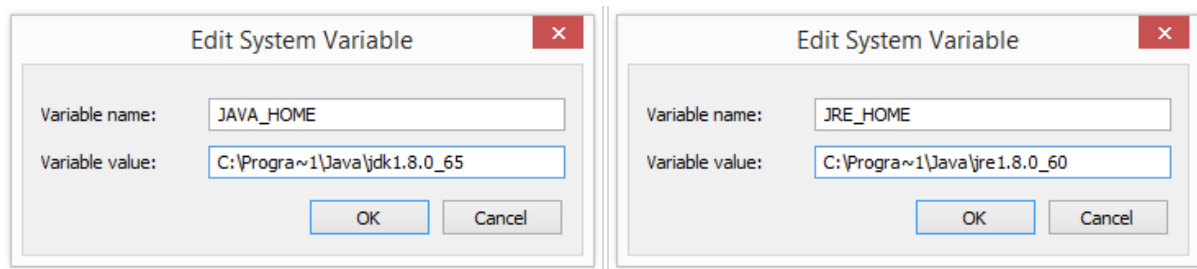 Edit System Variable
Variable name: JAVA_HOME
Variable value: C:\Progra~1\Java\jdk1.8.0_65
OK Cancel
Edit System Variable
Variable name: JRE_HOME
Variable value: C:\Progra~1\Java\jre1.8.0_60
OK Cancel